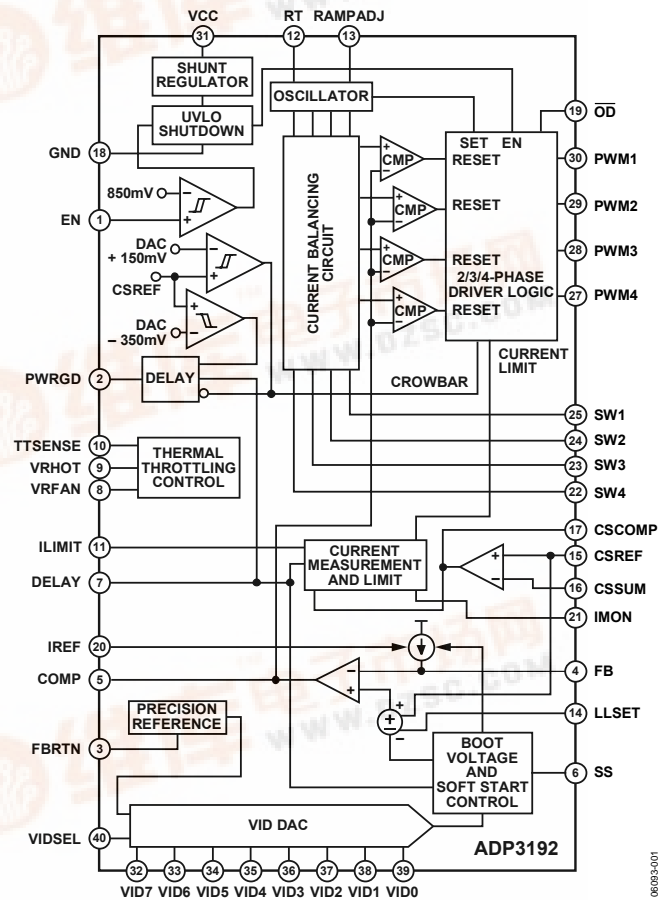 VCC RT RAMPADJ
31 12 13
SHUNT
REGULATOR
OSCILLATOR
UVLO
SHUTDOWN
19 OD
GND 18
SET EN
CMP RESET 30 PWM1
850mV
EN 1
CMP RESET 29 PWM2
DAC
+ 150mV
CSREF
CURRENT BALANCING
CIRCUIT
CMP RESET 28 PWM3
2/3/4-PHASE
DRIVER LOGIC
CMP RESET 27 PWM4
DAC
– 350mV
CURRENT
LIMIT
PWRGD 2 DELAY
CROWBAR
25 SW1
24 SW2
23 SW3
22 SW4
TTSENSE 10
VRHOT 9
VRFAN 8
THERMAL
THROTTLING
CONTROL
17 CSCOMP
ILIMIT 11
CURRENT
MEASUREMENT
AND LIMIT
15 CSREF
DELAY 7
16 CSSUM
21 IMON
IREF 20
4 FB
COMP 5
14 LLSET
PRECISION
REFERENCE
FBRTN 3
BOOT
VOLTAGE
AND
SOFT START
CONTROL
6 SS
VIDSEL 40
VID DAC
ADP3192
32 33 34 35 36 37 38 39
VID7 VID6 VID5 VID4 VID3 VID2 VID1 VID0
06093-001
WWW.DZSC.COM
WWW.DZSC.COM